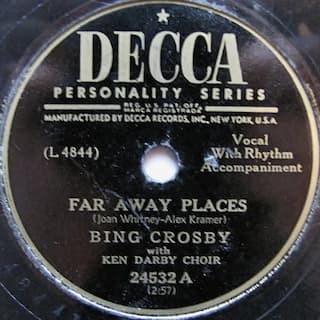 DECCA
PERSONALITY SERIES
REG. U.S. PAT. OFF.
MARCA REGISTRADA
MANUFACTURED BY DECCA RECORDS, INC., NEW YORK, U.S.A.
(L 4844)
Vocal
With Rhythm
Accompaniment
FAR AWAY PLACES
(Joan Whitney-Alex Kramer)
BING CROSBY
with
KEN DARBY CHOIR
24532 A
(2:57)